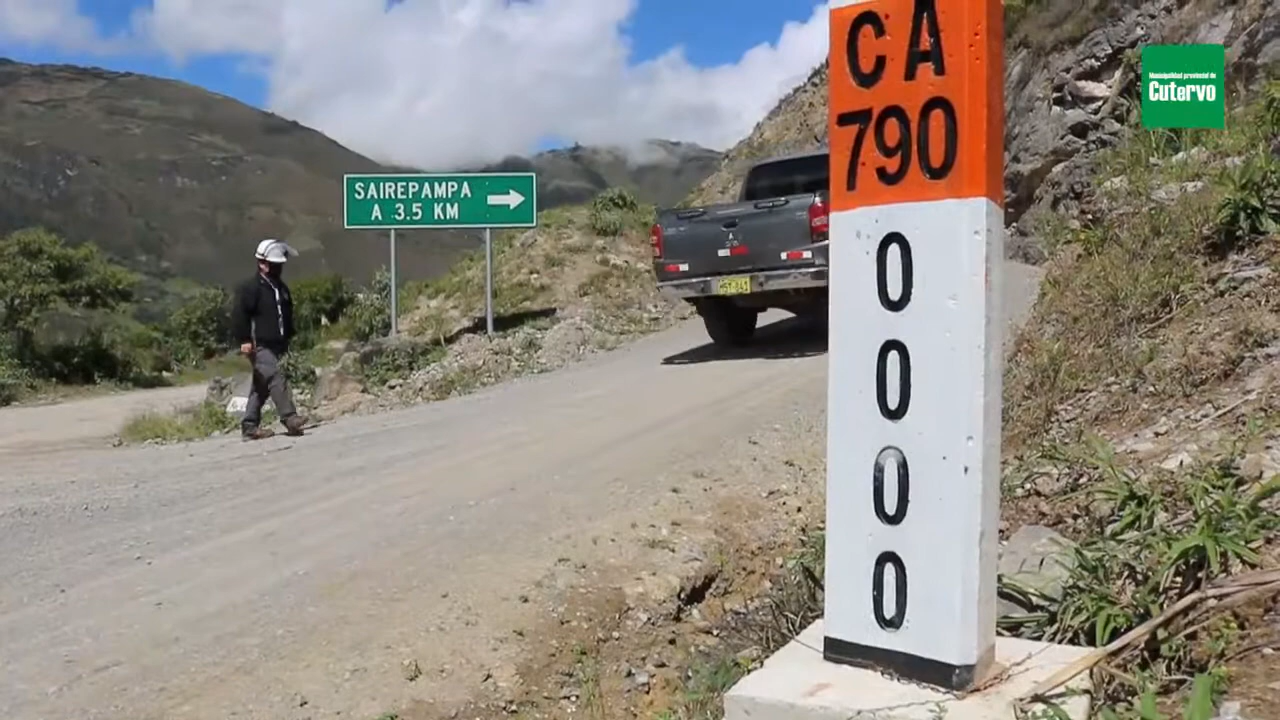 Municipalidad provincial de
Cutervo
CA
790
0
0
0
0
SAIREPAMPA
A 3.5 KM